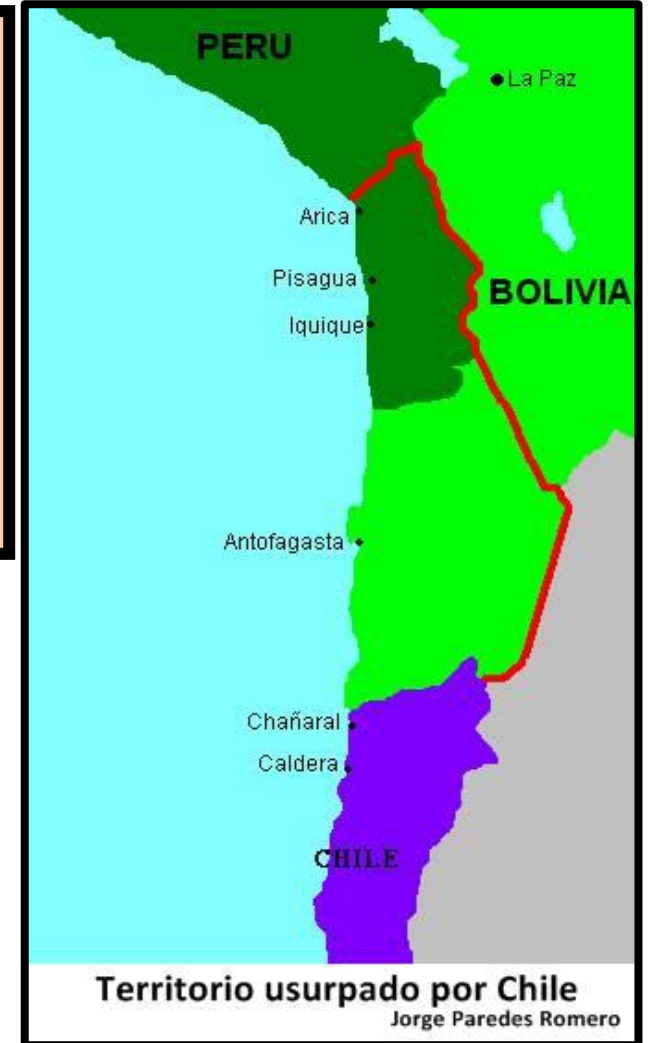 PERU
La Paz
Arica
Pisagua
BOLIVIA
Iquique
Antofagasta
Chañaral
Caldera
CHILE
Territorio usurpado por Chile
Jorge Paredes Romero